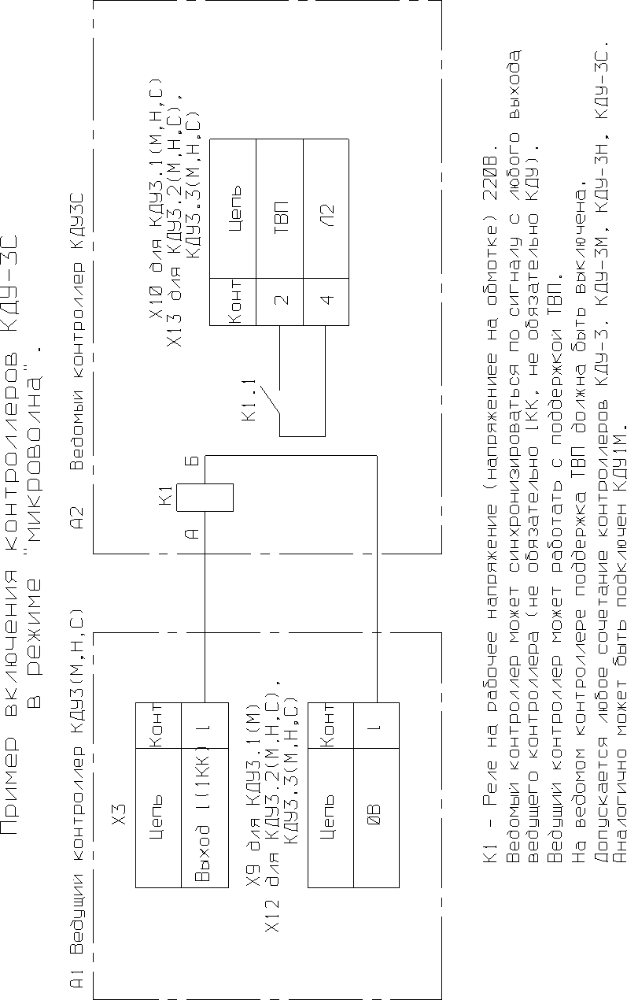 Пример включения контроллеров КДУ-3С
в режиме "микроволна".
А1 Ведущий контроллер КДУ3(М,Н,С)
А2 Ведомый контроллер КДУ3С
X3
Цепь Конт
Выход 1(1КК) 1
X9 для КДУ3.1(М)
X12 для КДУ3.2(М,Н,С),
КДУ3.3(М,Н,С)
Цепь Конт
0В 1
К1
А Б
К1.1
X10 для КДУ3.1(М,Н,С)
X13 для КДУ3.2(М,Н,С),
КДУ3.3(М,Н,С)
Конт Цепь
2 ТВП
4 Л2
К1 - Реле на рабочее напряжение (напряжениее на обмотке) 220В.
Ведомый контроллер может синхронизироваться по сигналу с любого выхода
ведущего контроллера (не обязательно 1КК, не обязательно КДУ).
Ведущий контроллер может работать с поддержкой ТВП.
На ведомом контроллере поддержка ТВП должна быть выключена.
Допускается любое сочетание контроллеров КДУ-3, КДУ-3М, КДУ-3Н, КДУ-3С.
Аналогично может быть подключен КДУ1М.